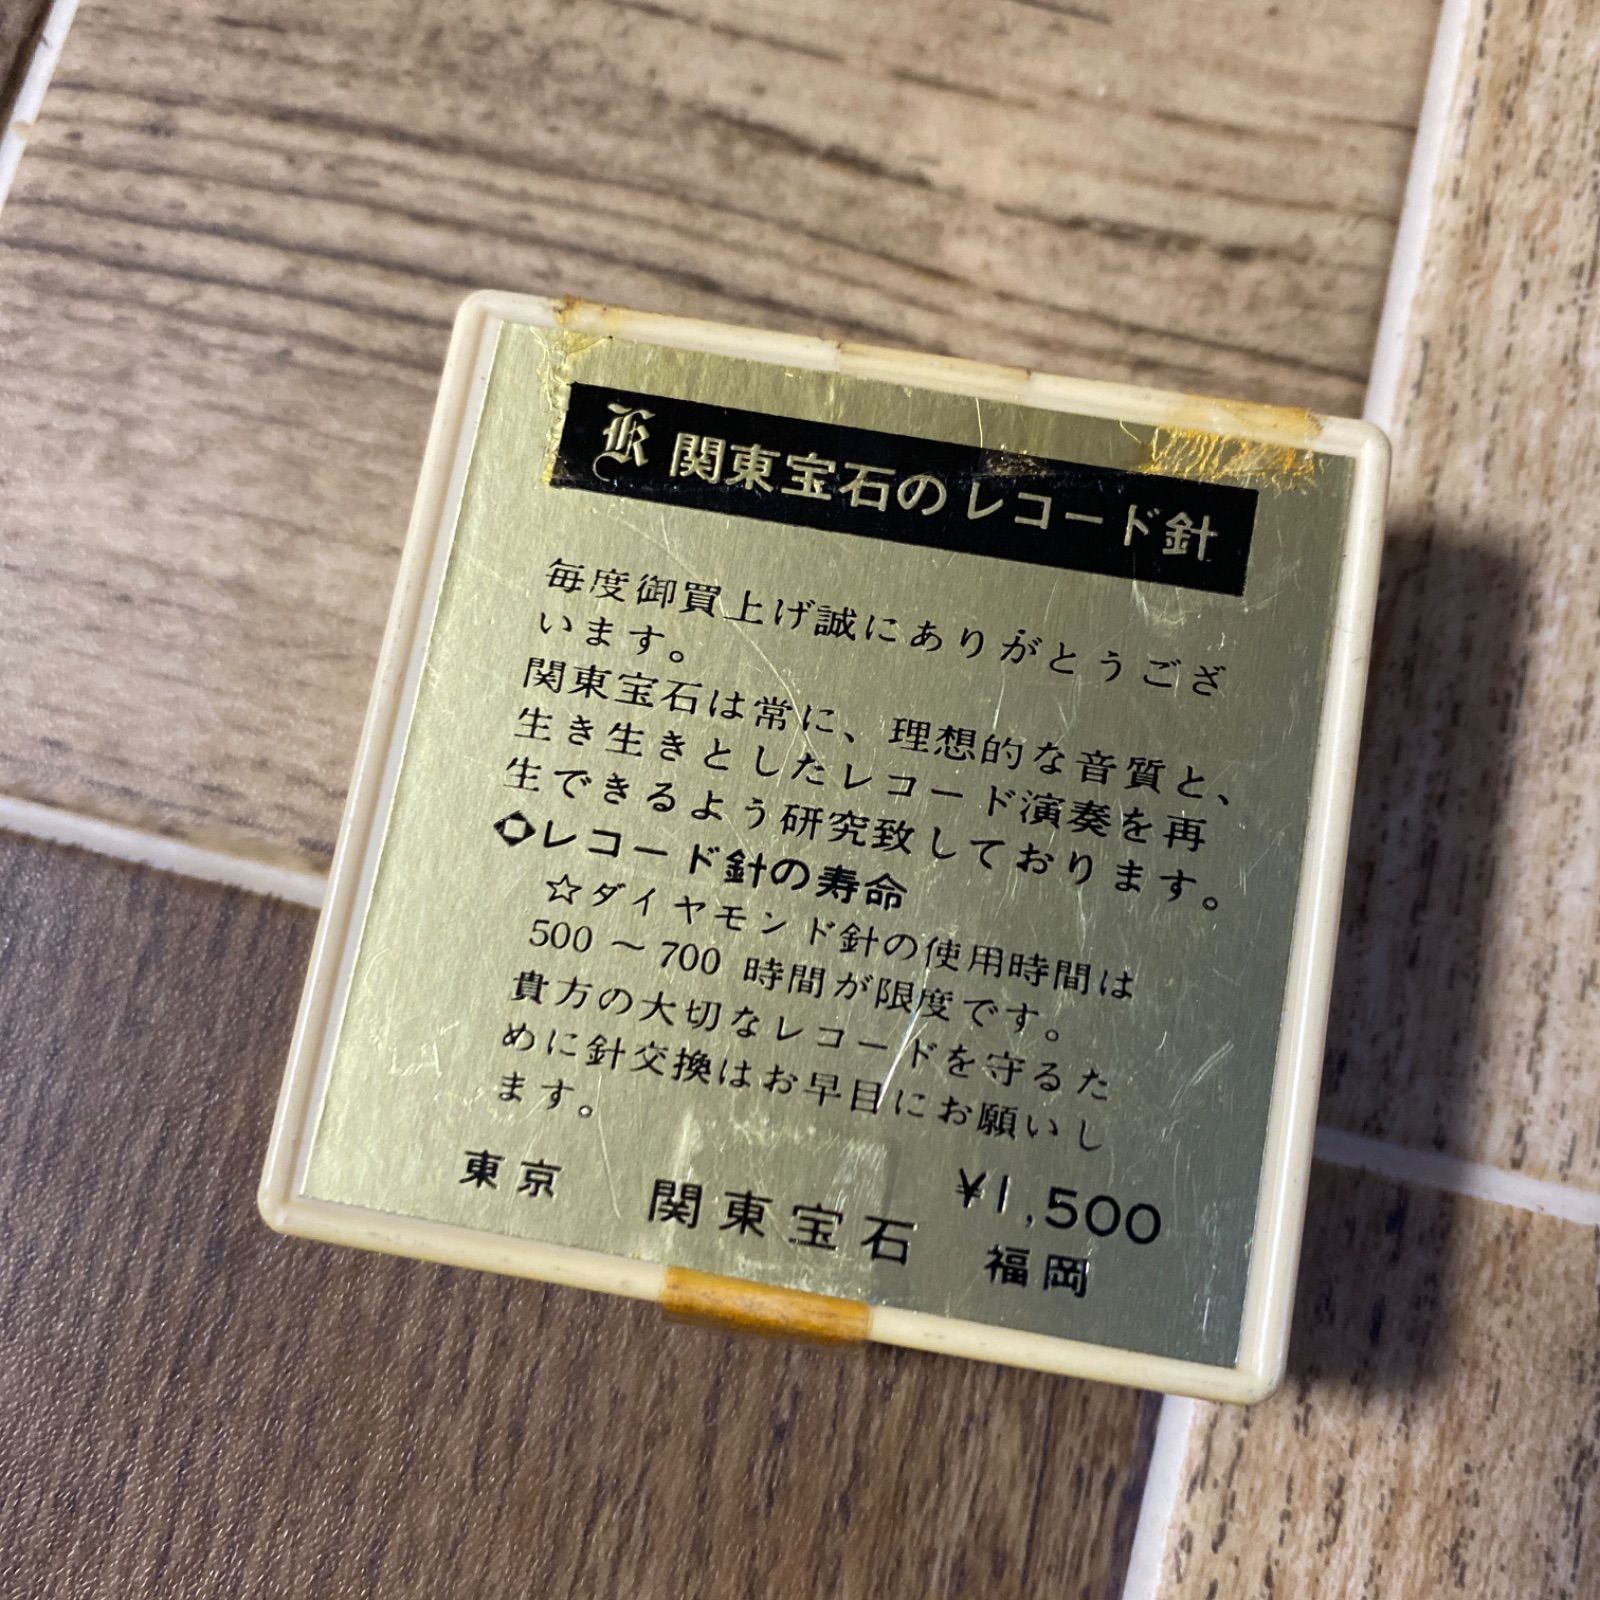 K 関東宝石のレコード針
毎度御買上げ誠にありがとうござ
います。
関東宝石は常に、理想的な音質と、
生き生きとしたレコード演奏を再
生できるよう研究致しております。
◇レコード針の寿命
☆ダイヤモンド針の使用時間は
500～700 時間が限度です。
貴方の大切なレコードを守るた
めに針交換はお早目にお願いし
ます。
¥1,500
東京 関東宝石 福岡